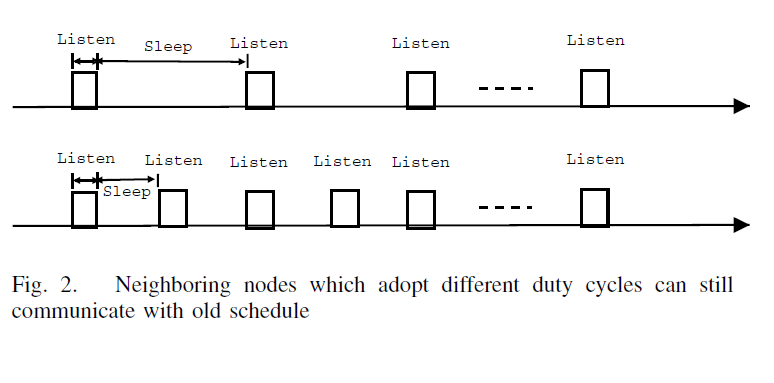 Listen Sleep Listen Listen Listen
Listen Listen Listen Listen Listen Listen
Sleep
Fig. 2. Neighboring nodes which adopt different duty cycles can still
communicate with old schedule